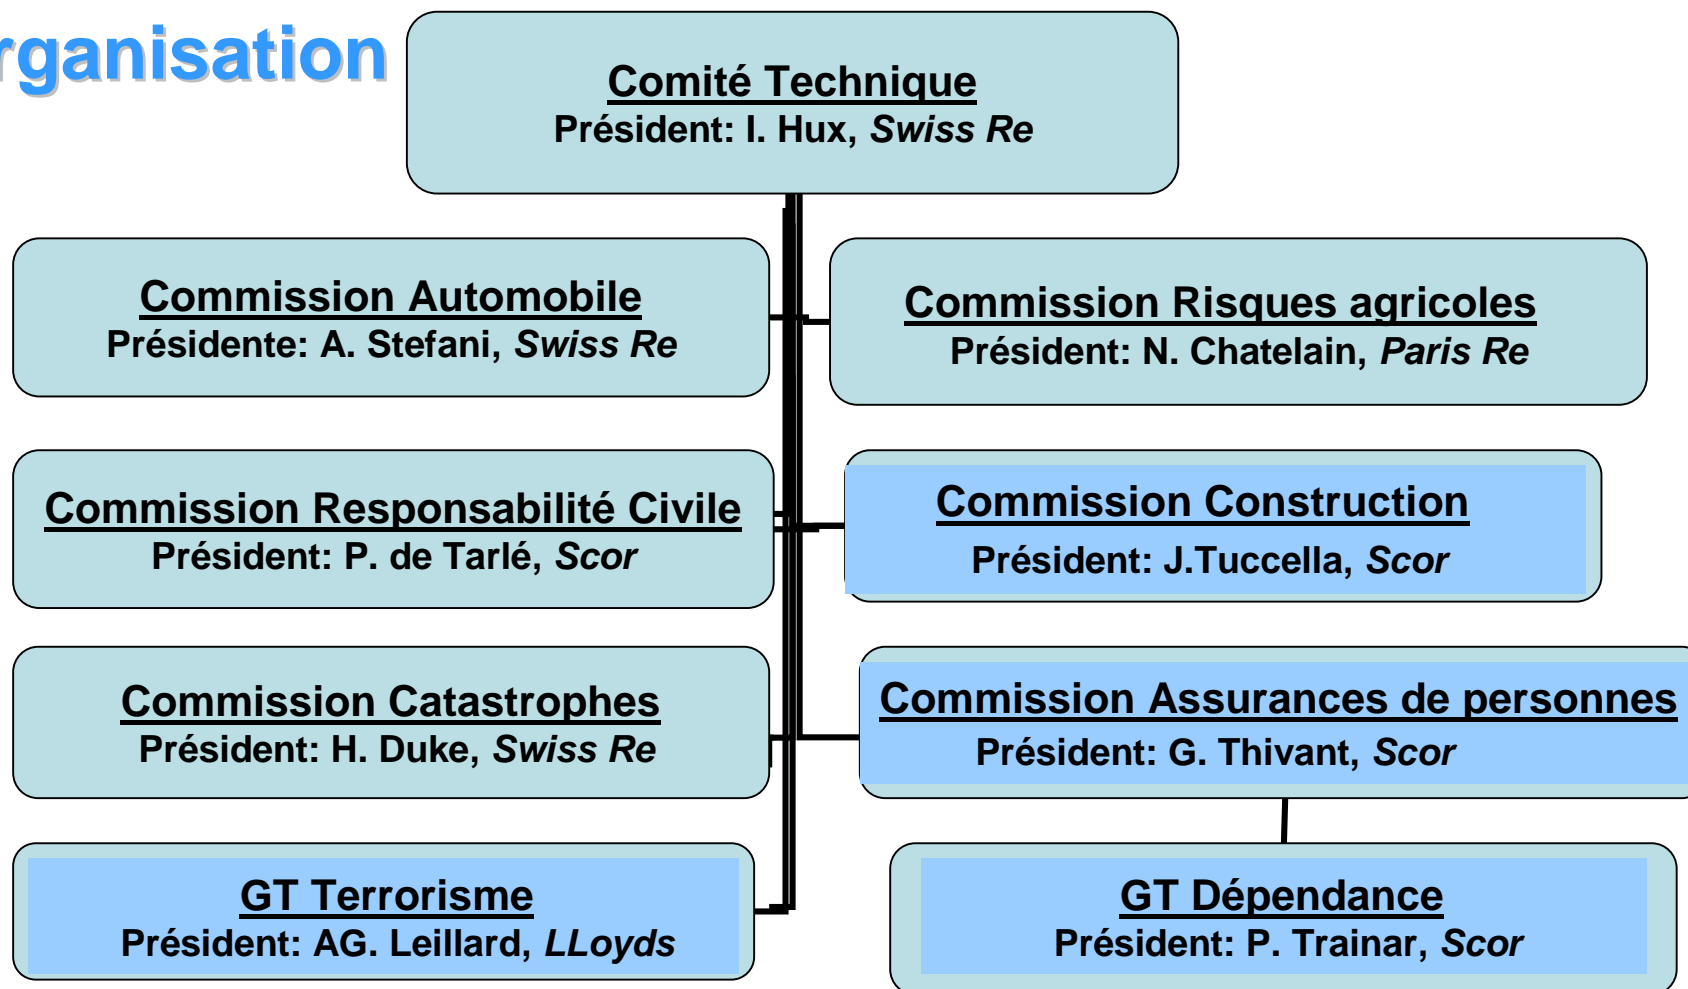 rganisation
Comité Technique
Président: I. Hux, Swiss Re
Commission Automobile
Présidente: A. Stefani, Swiss Re
Commission Risques agricoles
Président: N. Chatelain, Paris Re
Commission Responsabilité Civile
Président: P. de Tarlé, Scor
Commission Construction
Président: J.Tuccella, Scor
Commission Catastrophes
Président: H. Duke, Swiss Re
Commission Assurances de personnes
Président: G. Thivant, Scor
GT Terrorisme
Président: AG. Leillard, LLoyds
GT Dépendance
Président: P. Trainar, Scor